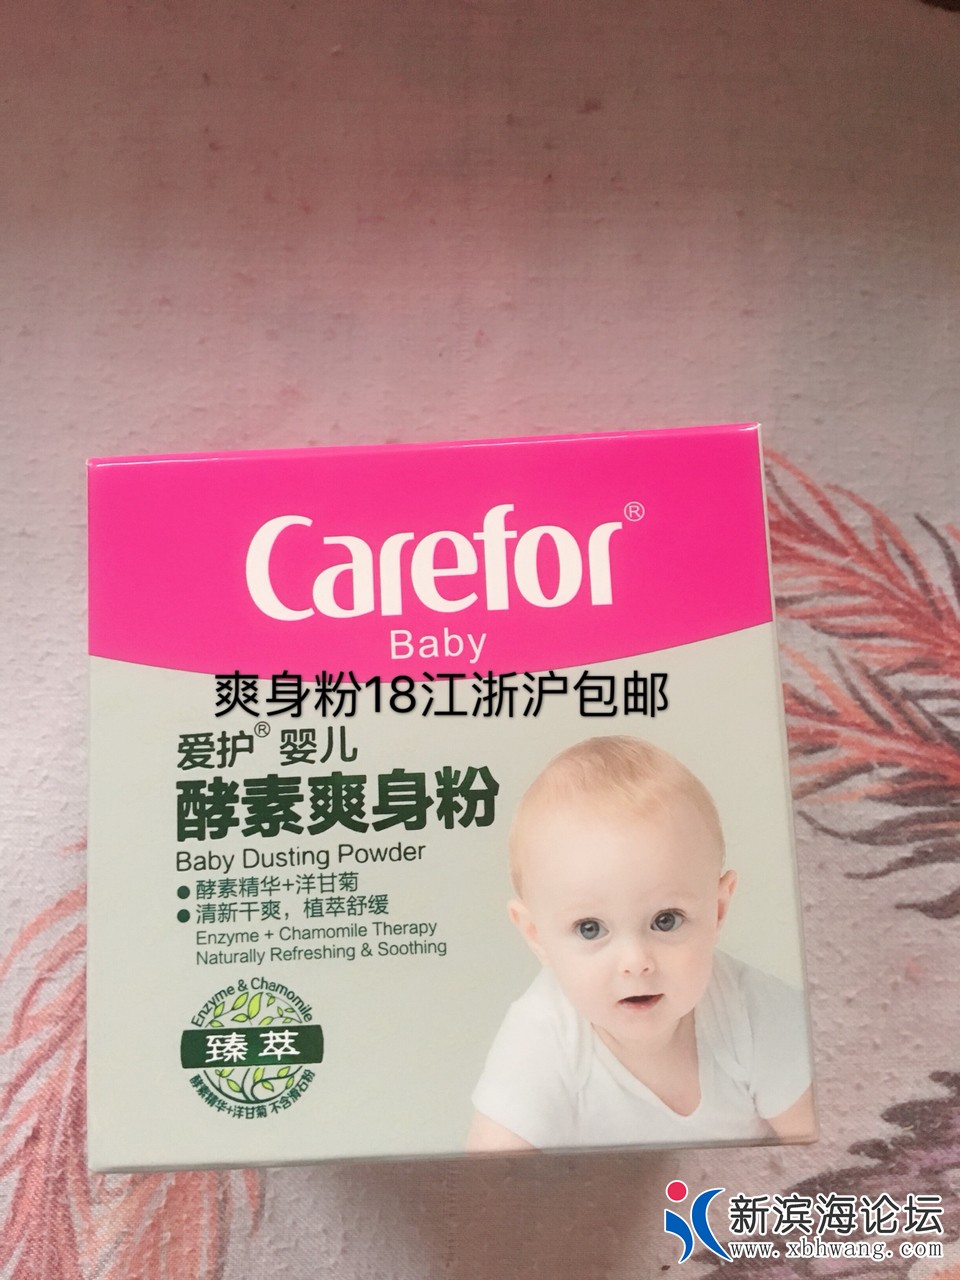 Carefor®
Baby
爽身粉18江浙沪包邮
爱护® 婴儿
酵素爽身粉
Baby Dusting Powder
● 酵素精华+洋甘菊
● 清新干爽，植萃舒缓
Enzyme + Chamomile Therapy
Naturally Refreshing & Soothing
Enzyme & Chamomile
臻萃
酵素精华+洋甘菊 不含滑石粉
新滨海论坛
www.xbhwang.com